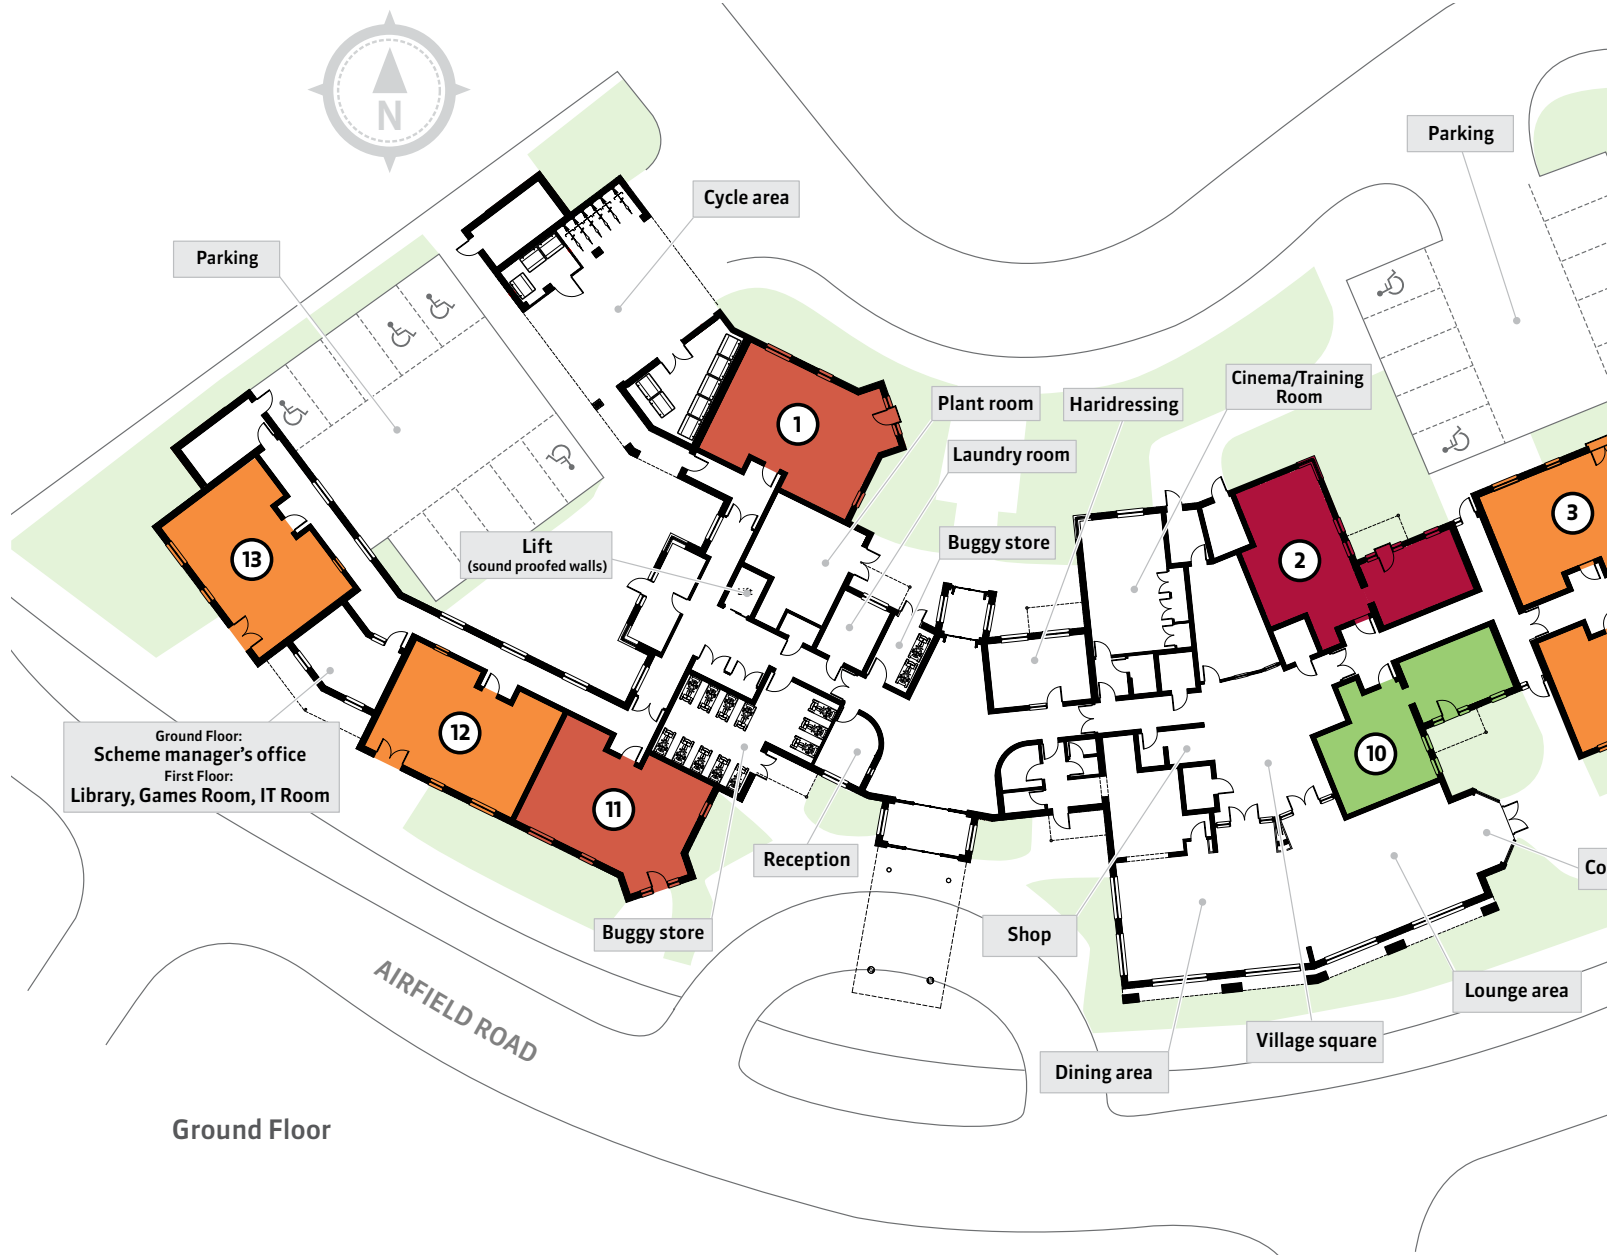 N
Parking
Cycle area
Parking
Cinema/Training
Room
Plant room
Haridressing
1
Laundry room
3
Buggy store
Lift
(sound proofed walls)
2
13
12
10
Ground Floor:
Scheme manager's office
First Floor:
Library, Games Room, IT Room
11
Reception
Co
Buggy store
Shop
AIRFIELD ROAD
Lounge area
Village square
Dining area
Ground Floor